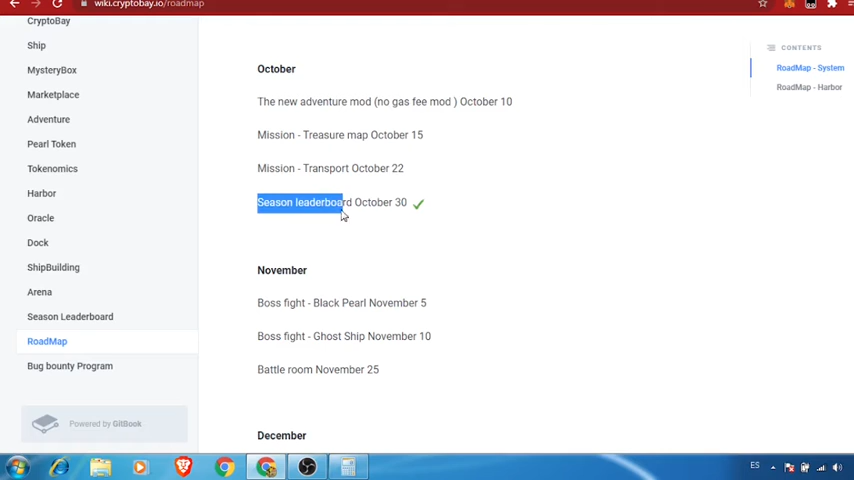 wiki.cryptobay.io/roadmap
CryptoBay
Ship
MysteryBox
Marketplace
Adventure
Pearl Token
Tokenomics
Harbor
Oracle
Dock
ShipBuilding
Arena
Season Leaderboard
RoadMap
Bug bounty Program
Powered by GitBook
October
The new adventure mod (no gas fee mod ) October 10
Mission - Treasure map October 15
Mission - Transport October 22
Season leaderboard October 30
November
Boss fight - Black Pearl November 5
Boss fight - Ghost Ship November 10
Battle room November 25
December
CONTENTS
RoadMap - System
RoadMap - Harbor
ES